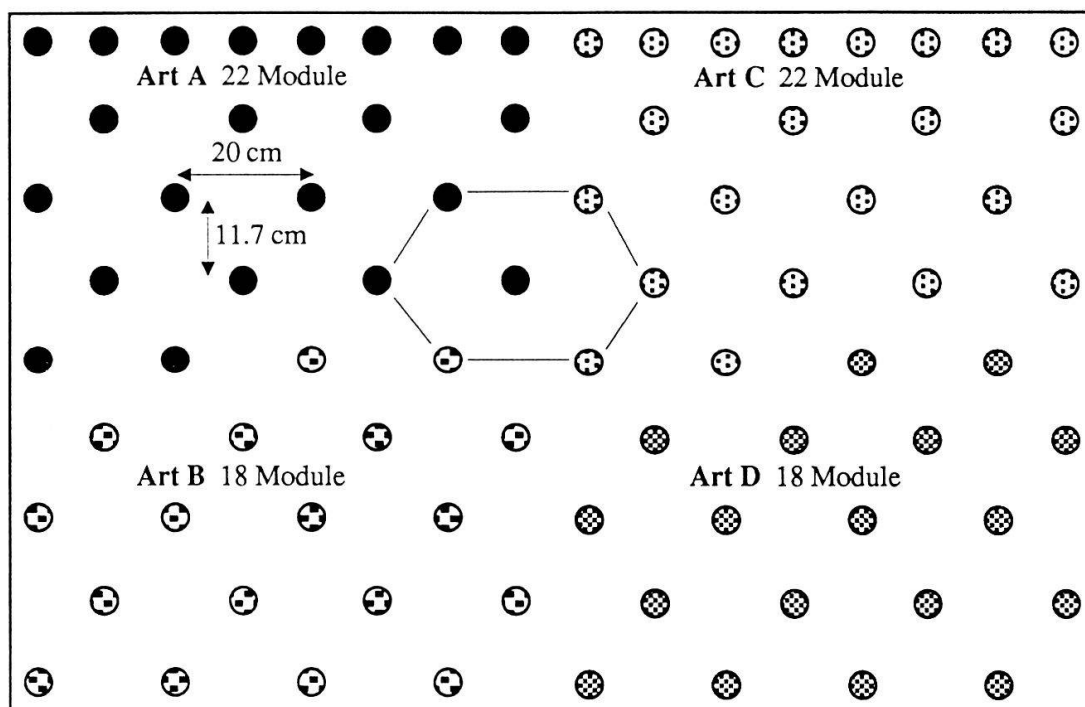 Art A 22 Module
Art C 22 Module
20 cm
11.7 cm
Art B 18 Module
Art D 18 Module